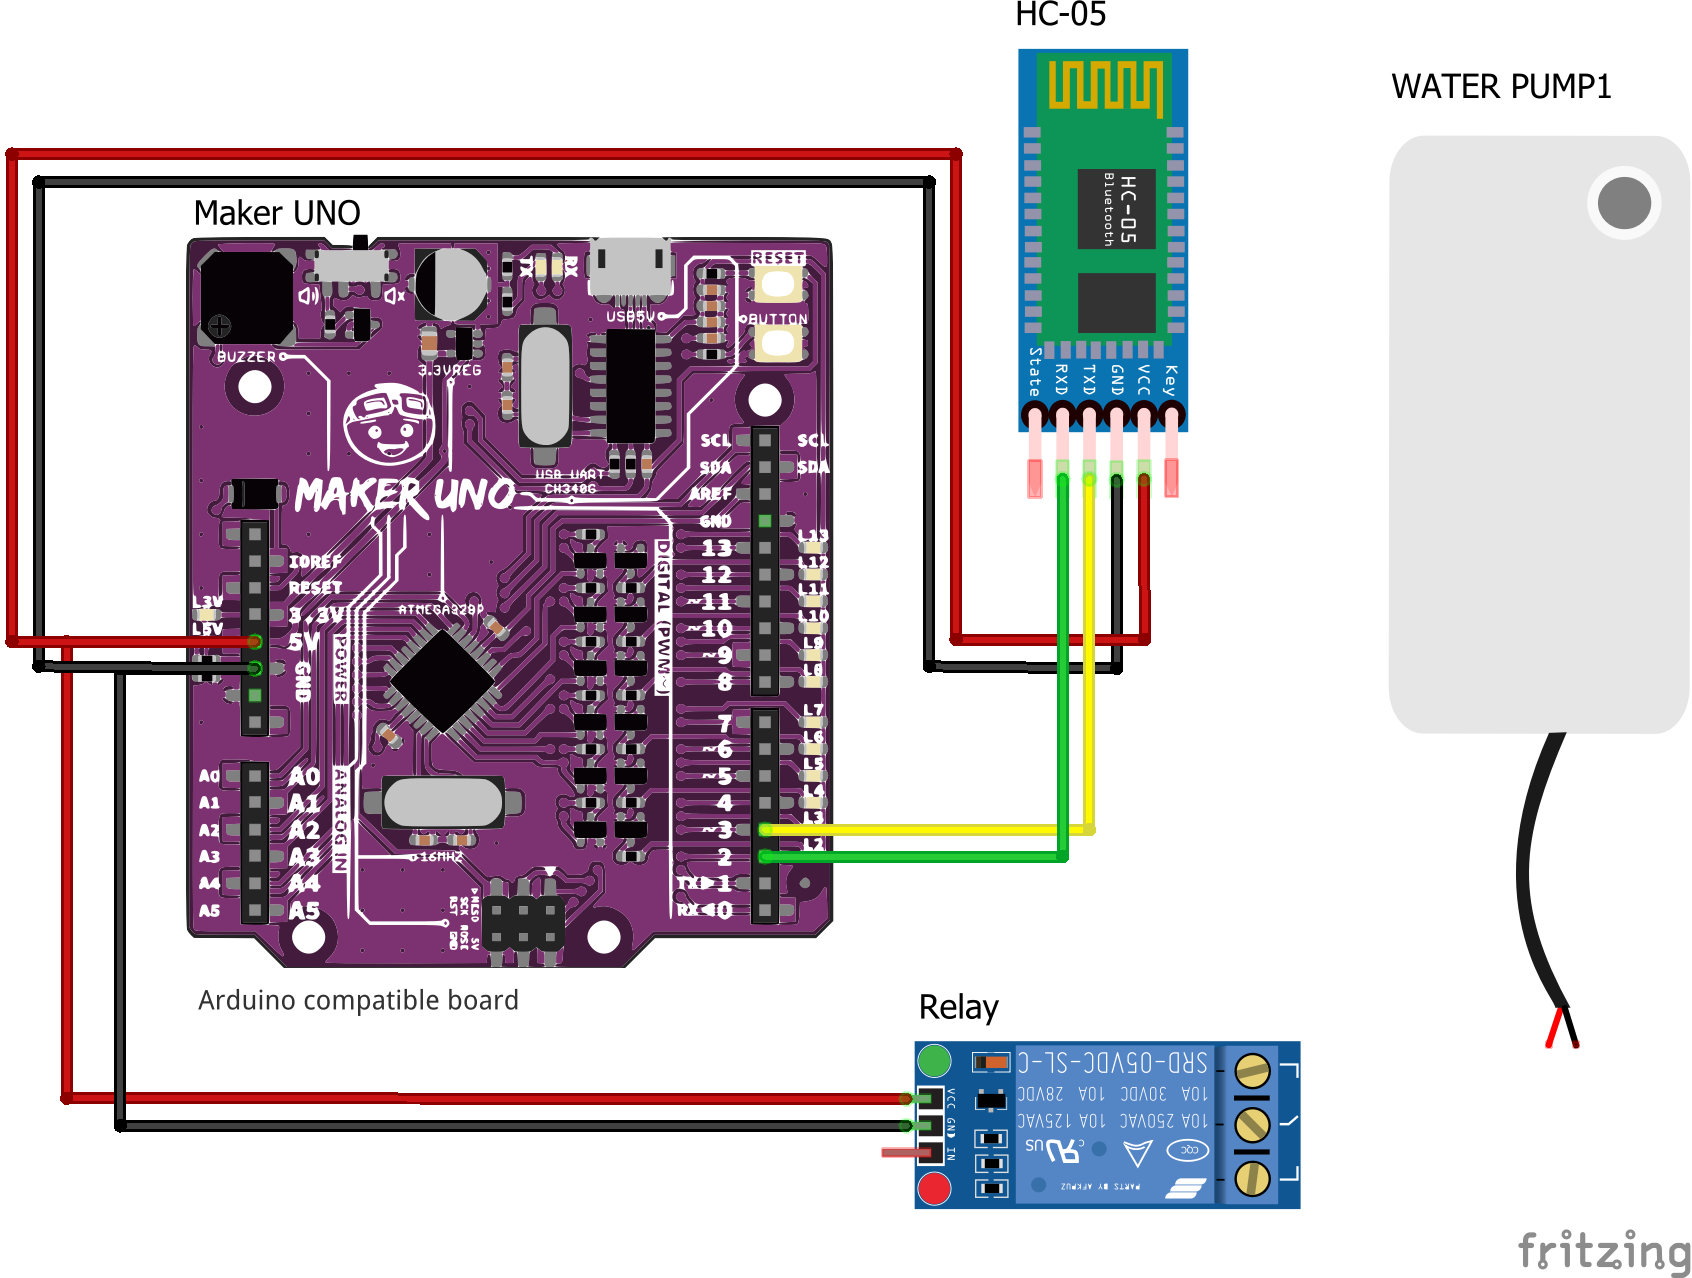 HC-05
WATER PUMP1
HC-05
Bluetooth
State
RXD
TXD
GND
VCC
Key
Maker UNO
TX
RX
RESET
USB5V
BUTTON
BUZZER
3.3VREG
SCL
SCL
SDA
SDA
USB UART
CH340G
AREF
MAKER UNO
GND
13
L13
12
L12
11
L11
10
L10
9
L9
8
L8
IOREF
RESET
3.3V
5V
GND
L3V
L5V
POWER
ATMEGA328P
DIGITAL (PWM~)
7
L7
~6
L6
~5
L5
4
L4
~3
L3
2
L2
TX▶1
RX◀0
A0
A0
A1
A1
A2
A2
A3
A3
A4
A4
A5
A5
ANALOG IN
16MHZ
MISO
SCK
RST
5V
MOSI
GND
Arduino compatible board
Relay
VCC
GND
IN
SRD-05VDC-SL-C
10A 30VDC 10A 28VDC
10A 250VAC 10A 125VAC
c UR US
CQC
PARTS BY AFKPUZ
fritzing